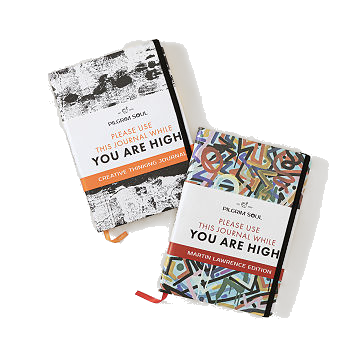 PILGRIM SOUL
PLEASE USE
THIS JOURNAL WHILE
YOU ARE HIGH
CREATIVE THINKING JOURNAL
PILGRIM SOUL
PLEASE USE
THIS JOURNAL WHILE
YOU ARE HIGH
MARTIN LAWRENCE EDITION